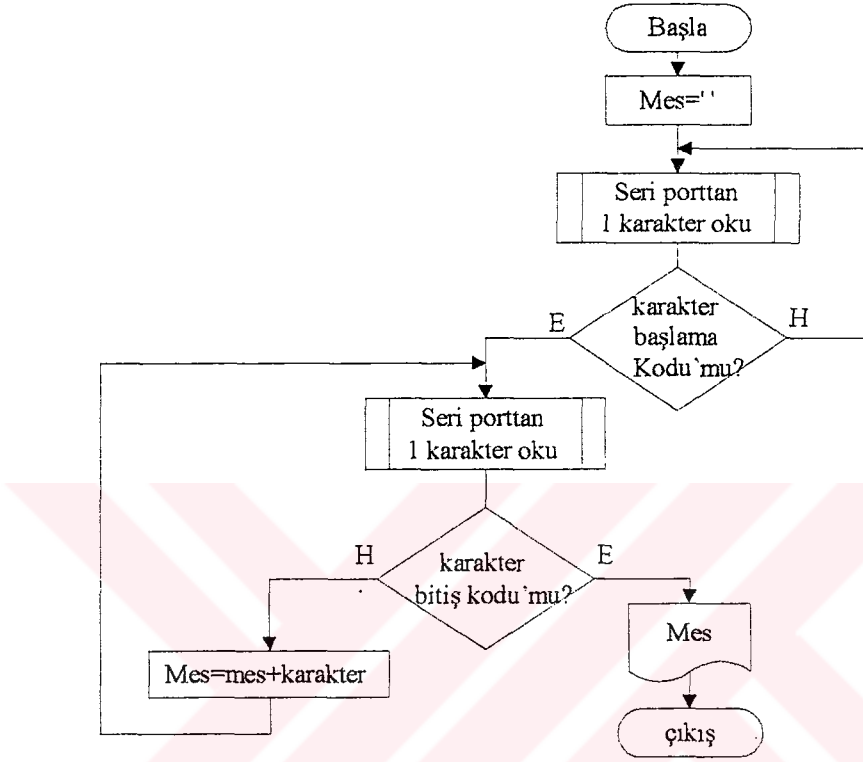 Başla
Mes=' '
Seri porttan
1 karakter oku
karakter
başlama
Kodu`mu?
E
H
Seri porttan
1 karakter oku
karakter
bitiş kodu`mu?
H
E
Mes=mes+karakter
Mes
çıkış